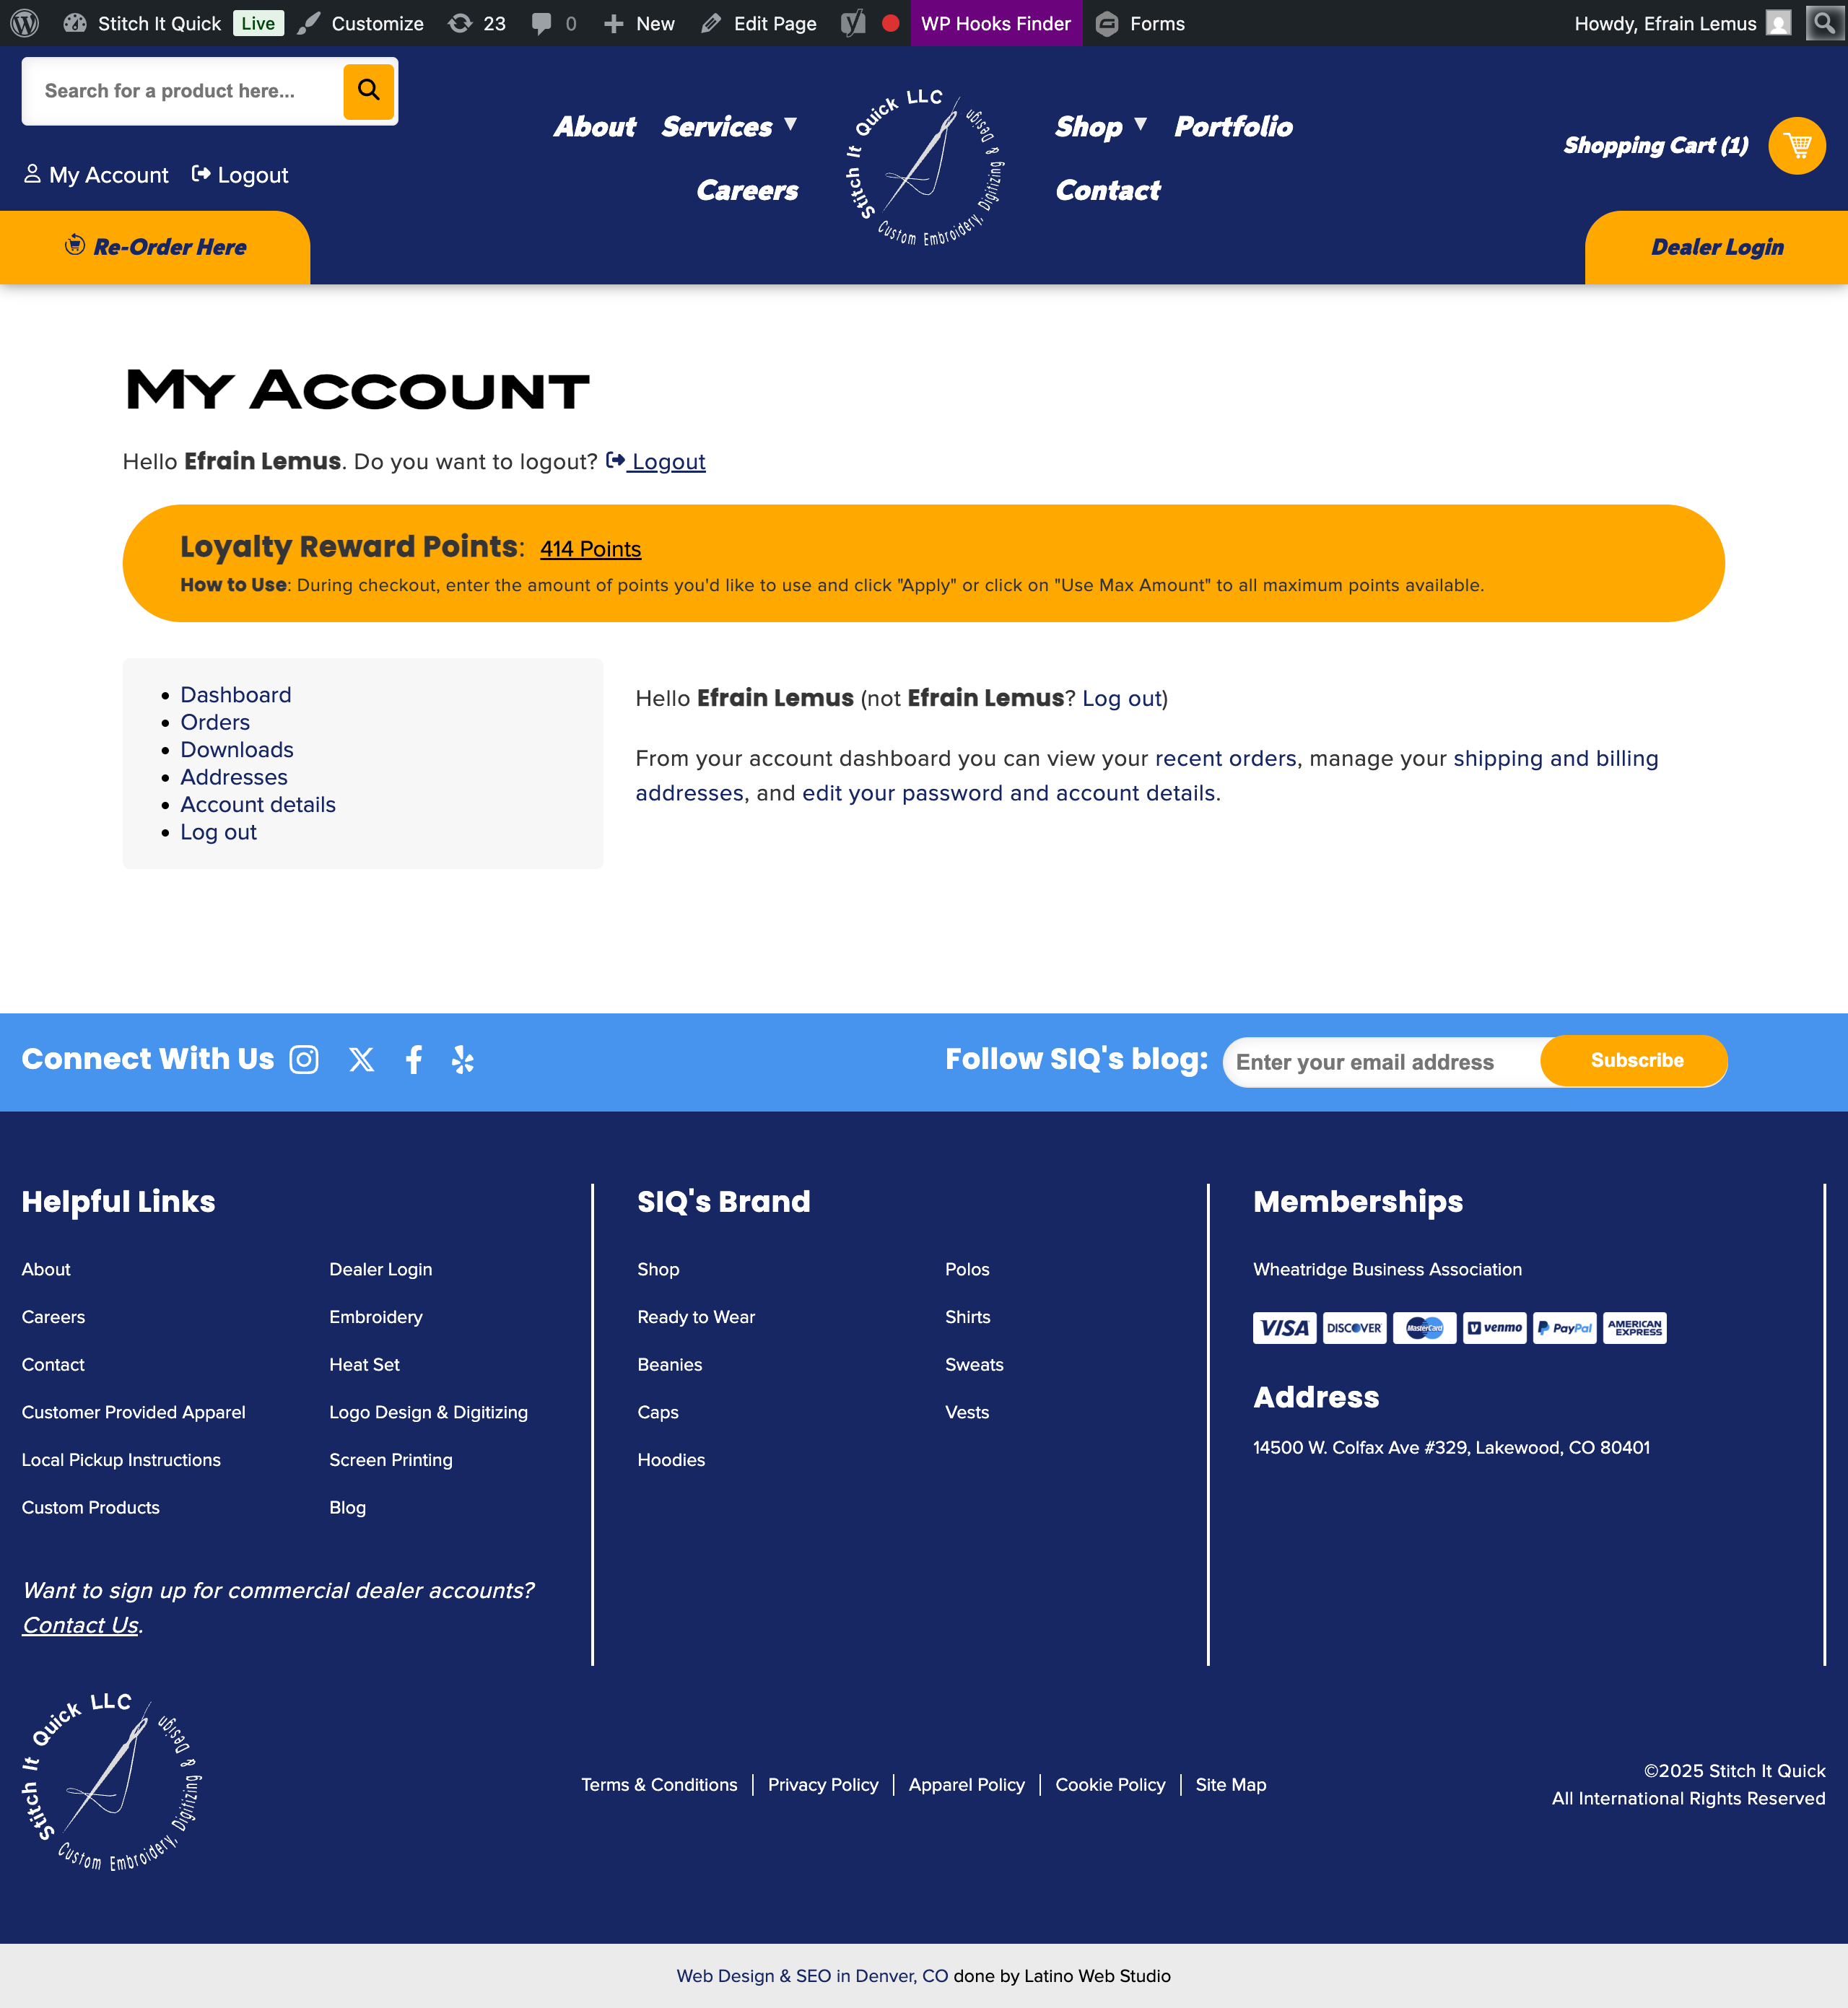 Stitch It Quick Live Customize 23 0 New Edit Page WP Hooks Finder Forms Howdy, Efrain Lemus
Search for a product here...
My Account Logout
About Services ▼
Careers
Stitch It Quick LLC
Custom Embroidery, Digitizing & Design
Shop ▼ Portfolio
Contact
Shopping Cart (1)
Re-Order Here
Dealer Login
My Account
Hello Efrain Lemus. Do you want to logout? Logout
Loyalty Reward Points: 414 Points
How to Use: During checkout, enter the amount of points you'd like to use and click "Apply" or click on "Use Max Amount" to all maximum points available.
• Dashboard
• Orders
• Downloads
• Addresses
• Account details
• Log out
Hello Efrain Lemus (not Efrain Lemus? Log out)
From your account dashboard you can view your recent orders, manage your shipping and billing
addresses, and edit your password and account details.
Connect With Us
Follow SIQ's blog: Enter your email address Subscribe
Helpful Links
About
Careers
Contact
Customer Provided Apparel
Local Pickup Instructions
Custom Products
Dealer Login
Embroidery
Heat Set
Logo Design & Digitizing
Screen Printing
Blog
Want to sign up for commercial dealer accounts?
Contact Us.
SIQ's Brand
Shop
Ready to Wear
Beanies
Caps
Hoodies
Polos
Shirts
Sweats
Vests
Memberships
Wheatridge Business Association
VISA DISCOVER MasterCard venmo PayPal AMERICAN EXPRESS
Address
14500 W. Colfax Ave #329, Lakewood, CO 80401
Stitch It Quick LLC
Custom Embroidery, Digitizing & Design
Terms & Conditions | Privacy Policy | Apparel Policy | Cookie Policy | Site Map
©2025 Stitch It Quick
All International Rights Reserved
Web Design & SEO in Denver, CO done by Latino Web Studio